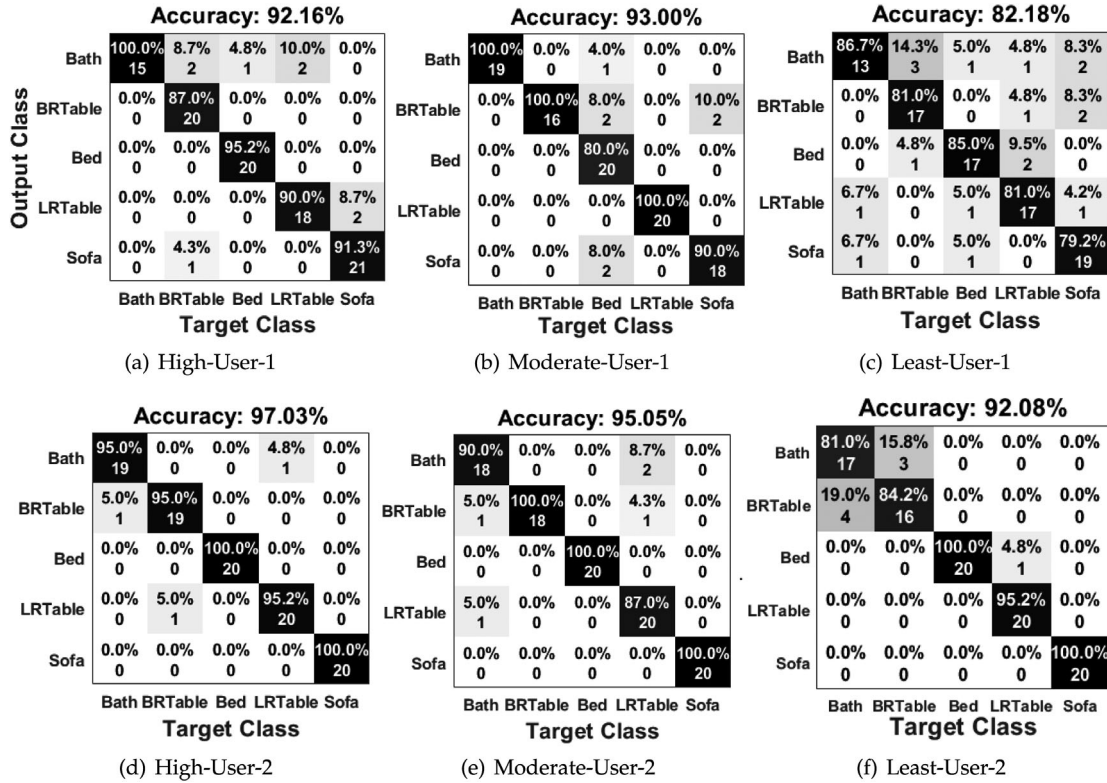 Accuracy: 92.16%
Output Class
Bath 100.0% 8.7% 4.8% 10.0% 0.0%
15 2 1 2 0
BRTable 0.0% 87.0% 0.0% 0.0% 0.0%
0 20 0 0 0
Bed 0.0% 0.0% 95.2% 0.0% 0.0%
0 0 20 0 0
LRTable 0.0% 0.0% 0.0% 90.0% 8.7%
0 0 0 18 2
Sofa 0.0% 4.3% 0.0% 0.0% 91.3%
0 1 0 0 21
Bath BRTable Bed LRTable Sofa
Target Class
(a) High-User-1
Accuracy: 93.00%
Bath 100.0% 0.0% 4.0% 0.0% 0.0%
19 0 1 0 0
BRTable 0.0% 100.0% 8.0% 0.0% 10.0%
0 16 2 0 2
Bed 0.0% 0.0% 80.0% 0.0% 0.0%
0 0 20 0 0
LRTable 0.0% 0.0% 0.0% 100.0% 0.0%
0 0 0 20 0
Sofa 0.0% 0.0% 8.0% 0.0% 90.0%
0 0 2 0 18
Bath BRTable Bed LRTable Sofa
Target Class
(b) Moderate-User-1
Accuracy: 82.18%
Bath 86.7% 14.3% 5.0% 4.8% 8.3%
13 3 1 1 2
BRTable 0.0% 81.0% 0.0% 4.8% 8.3%
0 17 0 1 2
Bed 0.0% 4.8% 85.0% 9.5% 0.0%
0 1 17 2 0
LRTable 6.7% 0.0% 5.0% 81.0% 4.2%
1 0 1 17 1
Sofa 6.7% 0.0% 5.0% 0.0% 79.2%
1 0 1 0 19
Bath BRTable Bed LRTable Sofa
Target Class
(c) Least-User-1
Accuracy: 97.03%
Bath 95.0% 0.0% 0.0% 4.8% 0.0%
19 0 0 1 0
BRTable 5.0% 95.0% 0.0% 0.0% 0.0%
1 19 0 0 0
Bed 0.0% 0.0% 100.0% 0.0% 0.0%
0 0 20 0 0
LRTable 0.0% 5.0% 0.0% 95.2% 0.0%
0 1 0 20 0
Sofa 0.0% 0.0% 0.0% 0.0% 100.0%
0 0 0 0 20
Bath BRTable Bed LRTable Sofa
Target Class
(d) High-User-2
Accuracy: 95.05%
Bath 90.0% 0.0% 0.0% 8.7% 0.0%
18 0 0 2 0
BRTable 5.0% 100.0% 0.0% 4.3% 0.0%
1 18 0 1 0
Bed 0.0% 0.0% 100.0% 0.0% 0.0%
0 0 20 0 0
LRTable 5.0% 0.0% 0.0% 87.0% 0.0%
1 0 0 20 0
Sofa 0.0% 0.0% 0.0% 0.0% 100.0%
0 0 0 0 20
Bath BRTable Bed LRTable Sofa
Target Class
(e) Moderate-User-2
Accuracy: 92.08%
Bath 81.0% 15.8% 0.0% 0.0% 0.0%
17 3 0 0 0
BRTable 19.0% 84.2% 0.0% 0.0% 0.0%
4 16 0 0 0
Bed 0.0% 0.0% 100.0% 4.8% 0.0%
0 0 20 1 0
LRTable 0.0% 0.0% 0.0% 95.2% 0.0%
0 0 0 20 0
Sofa 0.0% 0.0% 0.0% 0.0% 100.0%
0 0 0 0 20
Bath BRTable Bed LRTable Sofa
Target Class
(f) Least-User-2